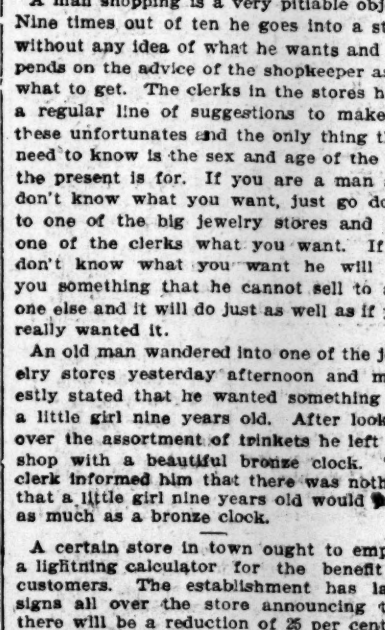 A man shopping is a very pitiable obj
Nine times out of ten he goes into a st
without any idea of what he wants and
pends on the advice of the shopkeeper a
what to get. The clerks in the stores h
a regular line of suggestions to make
these unfortunates and the only thing t
need to know is the sex and age of the
the present is for. If you are a man
don't know what you want, just go do
to one of the big jewelry stores and
one of the clerks what you want. If
don't know what you want he will
you something that he cannot sell to
one else and it will do just as well as if
really wanted it.
An old man wandered into one of the j
elry stores yesterday afternoon and m
estly stated that he wanted something
a little girl nine years old. After look
over the assortment of trinkets he left
shop with a beautiful bronze clock.
clerk informed him that there was noth
that a little girl nine years old would
as much as a bronze clock.
A certain store in town ought to emp
a lightning calculator for the benefit
customers. The establishment has la
signs all over the store announcing t
there will be a reduction of 25 per cent